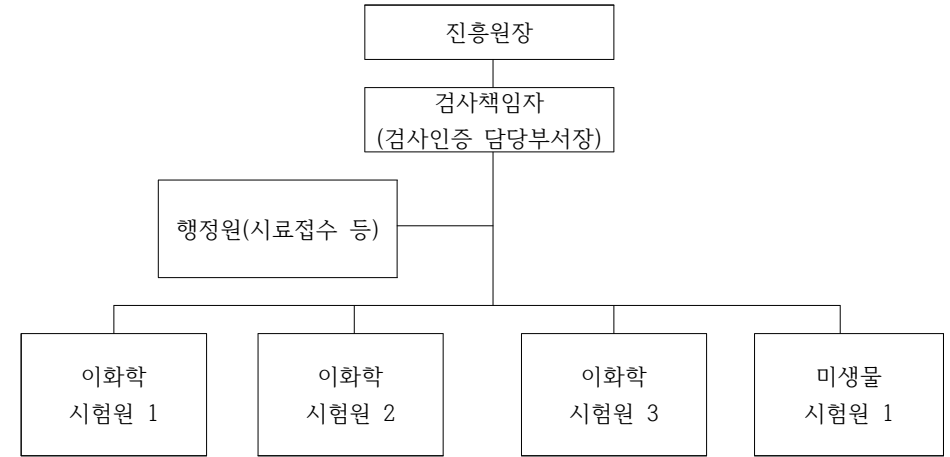 진흥원장
검사책임자
(검사인증 담당부서장)
행정원(시료접수 등)
이화학
시험원 1
이화학
시험원 2
이화학
시험원 3
미생물
시험원 1